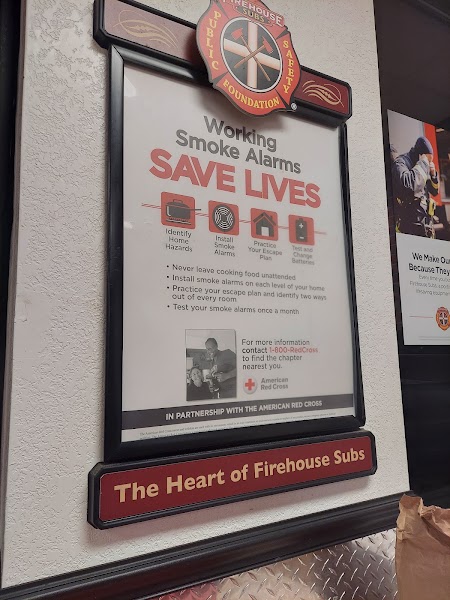 FIREHOUSE
SUBS
PUBLIC SAFETY
FOUNDATION
Working
Smoke Alarms
SAVE LIVES
Identify
Home
Hazards
Install
Smoke
Alarms
Practice
Your Escape
Plan
Test and
Change
Batteries
• Never leave cooking food unattended
• Install smoke alarms on each level of your home
• Practice your escape plan and identify two ways
out of every room
• Test your smoke alarms once a month
For more information
contact 1-800-RedCross
to find the chapter
nearest you.
American
Red Cross
IN PARTNERSHIP WITH THE AMERICAN RED CROSS
The Heart of Firehouse Subs
We Make Our
Because They